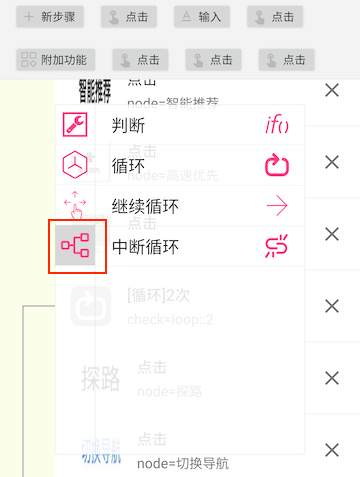 新步骤 点击 输入 点击
附加功能 点击 点击 点击
智能推荐 点击
node=智能推荐
判断 if()
点击
node=高速优先
循环
继续循环
点击
中断循环
[循环]2次
check=loop::2
探路 点击
node=探路
切换导航 点击
node=切换导航